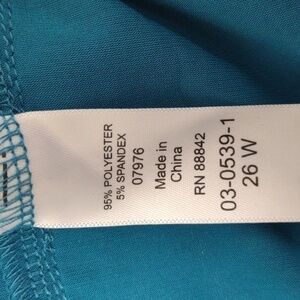 95% POLYESTER
5% SPANDEX
07976
Made in
China
RN 88842
03-0539-1
26 W